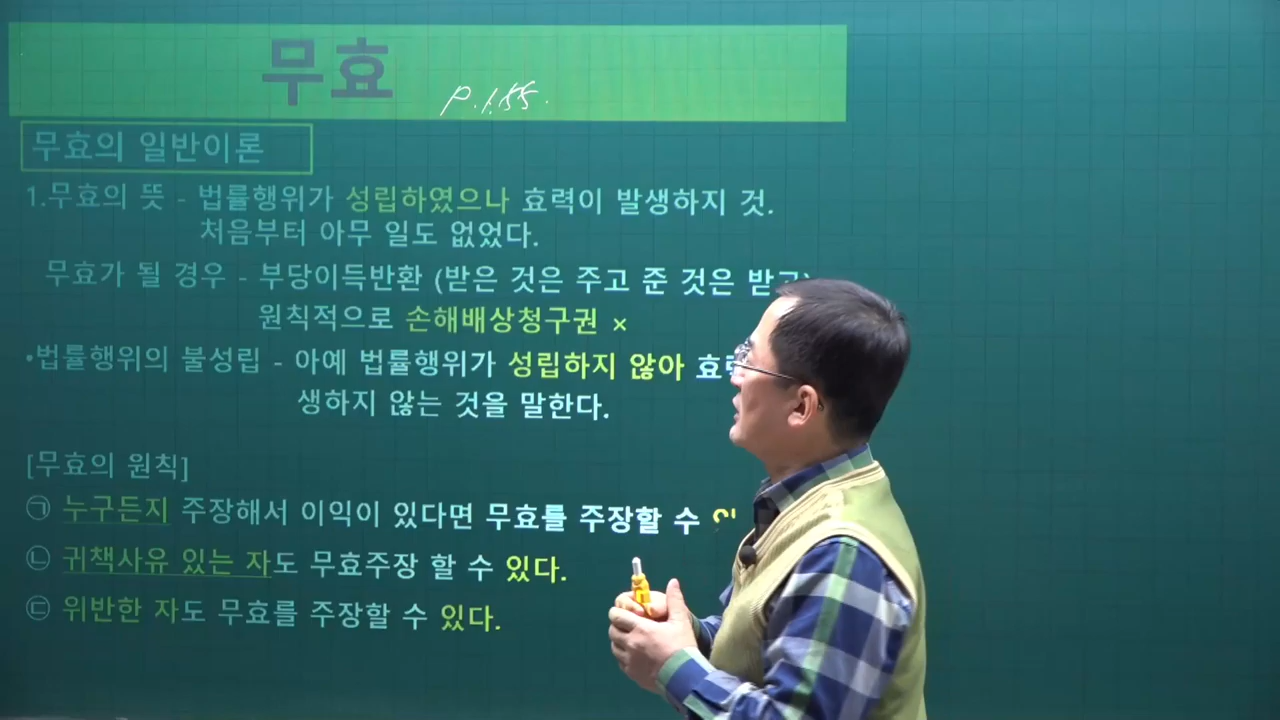 무효
P.155.
무효의 일반이론
1.무효의 뜻 - 법률행위가 성립하였으나 효력이 발생하지 것.
처음부터 아무 일도 없었다.
무효가 될 경우 - 부당이득반환 (받은 것은 주고 준 것은
원칙적으로 손해배상청구권 ×
•법률행위의 불성립 - 아예 법률행위가 성립하지 않아
생하지 않는 것을 말한다.
[무효의 원칙]
㉠ 누구든지 주장해서 이익이 있다면 무효를 주장할 수
㉡ 귀책사유 있는 자도 무효주장 할 수 있다.
㉢ 위반한 자도 무효를 주장할 수 있다.